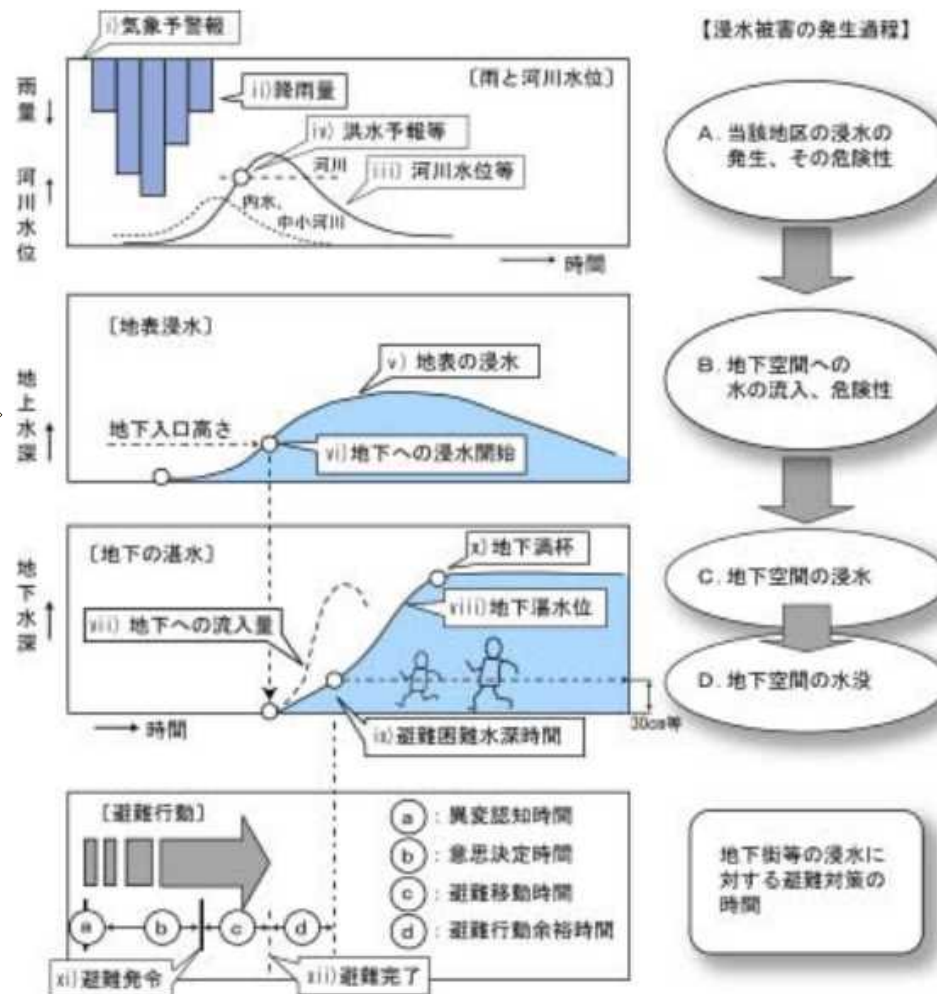 i)気象予警報
【浸水被害の発生過程】
雨量
〔雨と河川水位〕
ii)降雨量
iv) 洪水予報等
河川
iii) 河川水位等
内水、
中小河川
河川水位
時間
A. 当該地区の浸水の
発生、その危険性
〔地表浸水〕
v) 地表の浸水
地上水深
地下入口高さ
vi)地下への浸水開始
B. 地下空間への
水の流入、危険性
〔地下の湛水〕
x)地下満杯
viii)地下湛水位
地下水深
vii) 地下への流入量
30cm等
時間
ix)避難困難水深時間
C. 地下空間の浸水
D. 地下空間の水没
[避難行動]
a : 異変認知時間
b : 意思決定時間
c : 避難移動時間
d : 避難行動余裕時間
a
b
c
d
xi)避難発令
xii)避難完了
地下街等の浸水に
対する避難対策の
時間